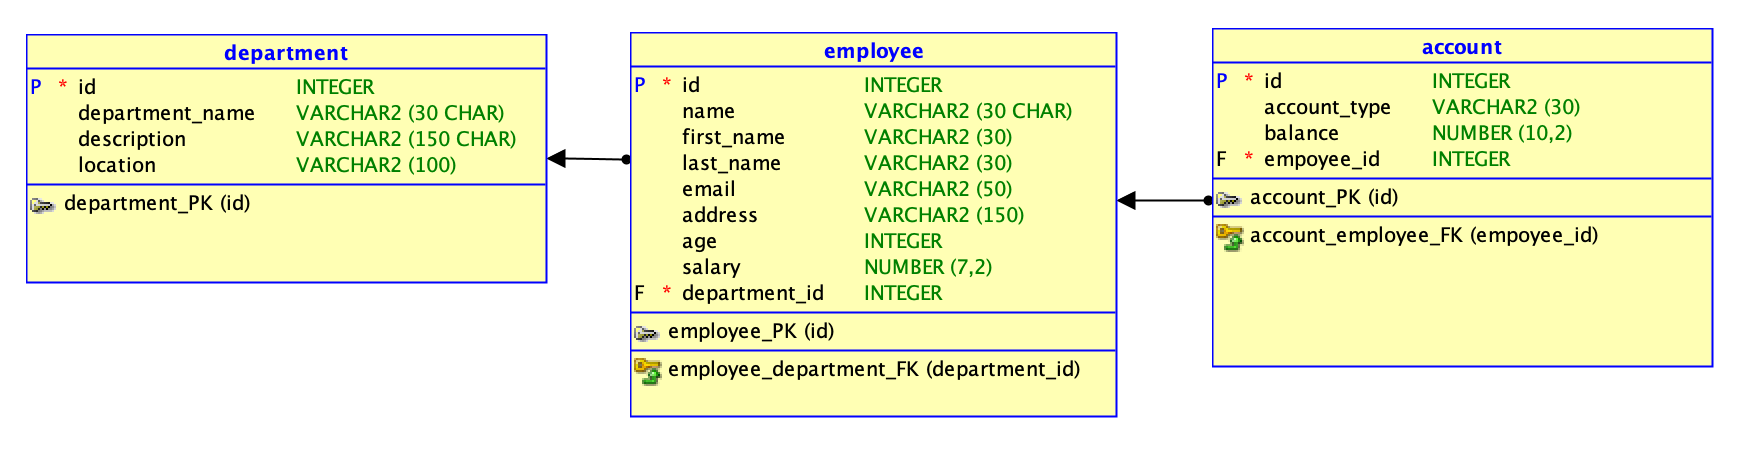 department
P * id INTEGER
department_name VARCHAR2 (30 CHAR)
description VARCHAR2 (150 CHAR)
location VARCHAR2 (100)
department_PK (id)
employee
P * id INTEGER
name VARCHAR2 (30 CHAR)
first_name VARCHAR2 (30)
last_name VARCHAR2 (30)
email VARCHAR2 (50)
address VARCHAR2 (150)
age INTEGER
salary NUMBER (7,2)
F * department_id INTEGER
employee_PK (id)
employee_department_FK (department_id)
account
P * id INTEGER
account_type VARCHAR2 (30)
balance NUMBER (10,2)
F * empoyee_id INTEGER
account_PK (id)
account_employee_FK (empoyee_id)